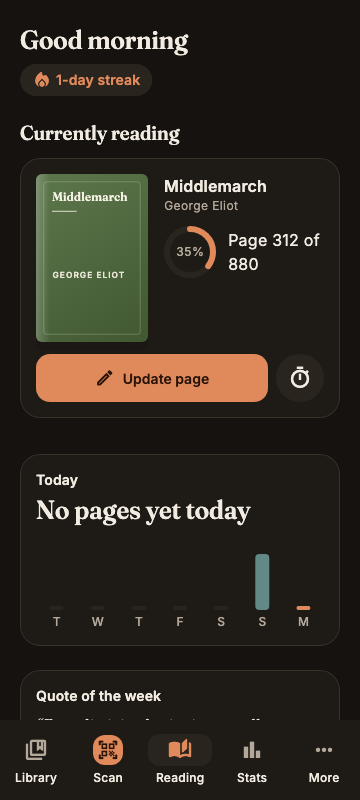 Good morning
1-day streak
Currently reading
Middlemarch
GEORGE ELIOT
Middlemarch
George Eliot
35%
Page 312 of
880
Update page
Today
No pages yet today
T W T F S S M
Quote of the week
Library Scan Reading Stats More